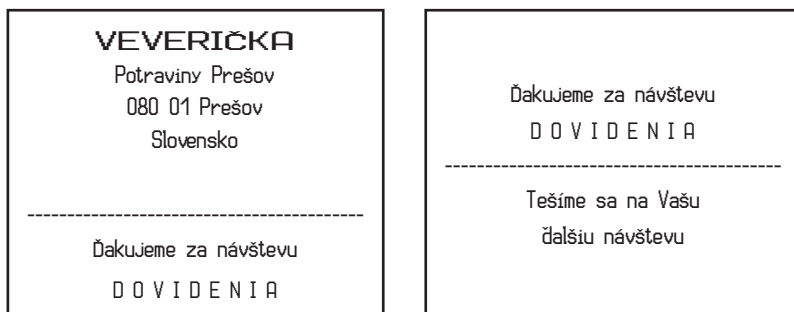 VEVERIČKA
Potraviny Prešov
080 01 Prešov
Slovensko
------------------------------------------
Ďakujeme za návštevu
D O V I D E N I A
Ďakujeme za návštevu
D O V I D E N I A
------------------------------------------
Tešíme sa na Vašu
ďalšiu návštevu